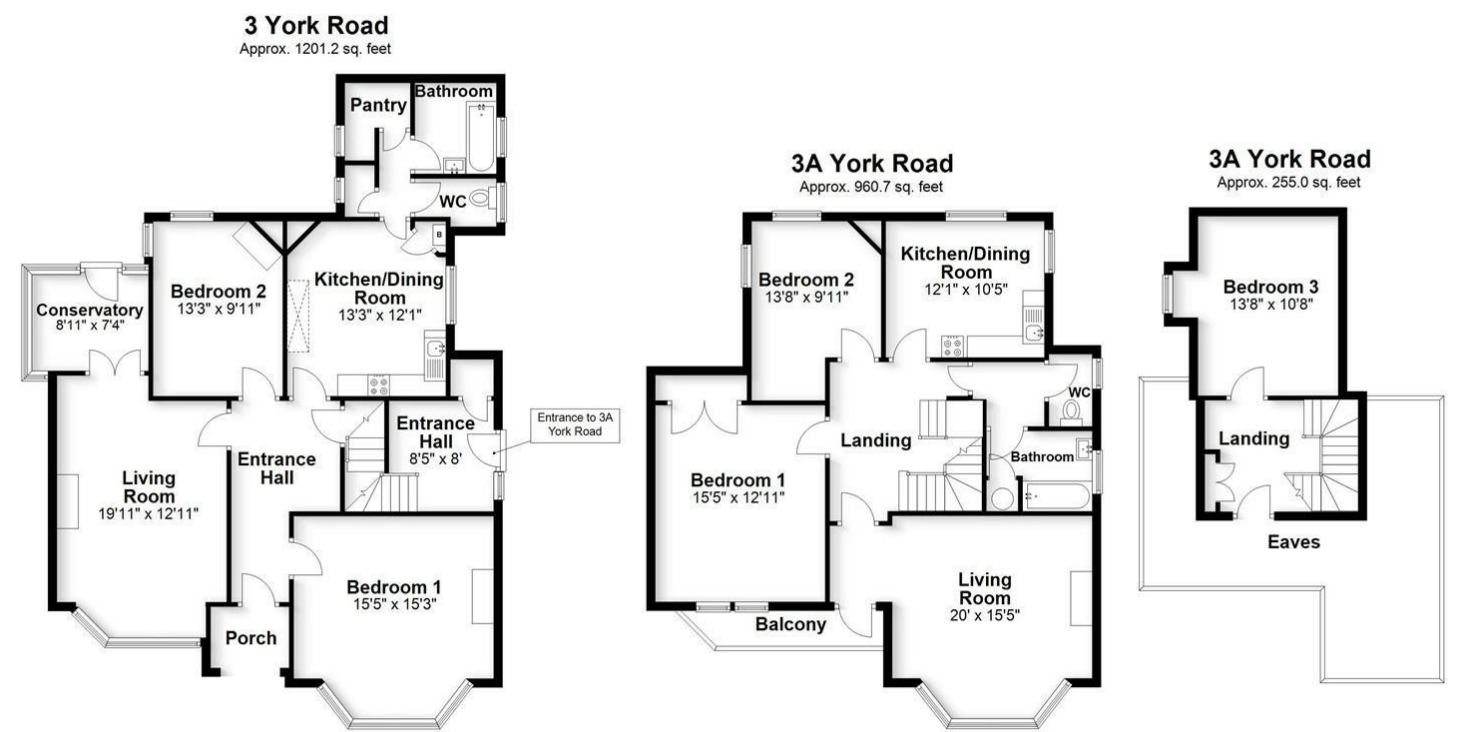 3 York Road
Approx. 1201.2 sq. feet
Pantry
Bathroom
WC
B
Kitchen/Dining
Room
13'3" x 12'1"
Bedroom 2
13'3" x 9'11"
Conservatory
8'11" x 7'4"
Entrance
Hall
8'5" x 8'
Entrance to 3A
York Road
Living
Room
19'11" x 12'11"
Entrance
Hall
Bedroom 1
15'5" x 15'3"
Porch
3A York Road
Approx. 960.7 sq. feet
Bedroom 2
13'8" x 9'11"
Kitchen/Dining
Room
12'1" x 10'5"
WC
Landing
Bathroom
Bedroom 1
15'5" x 12'11"
Living
Room
20' x 15'5"
Balcony
3A York Road
Approx. 255.0 sq. feet
Bedroom 3
13'8" x 10'8"
Landing
Eaves